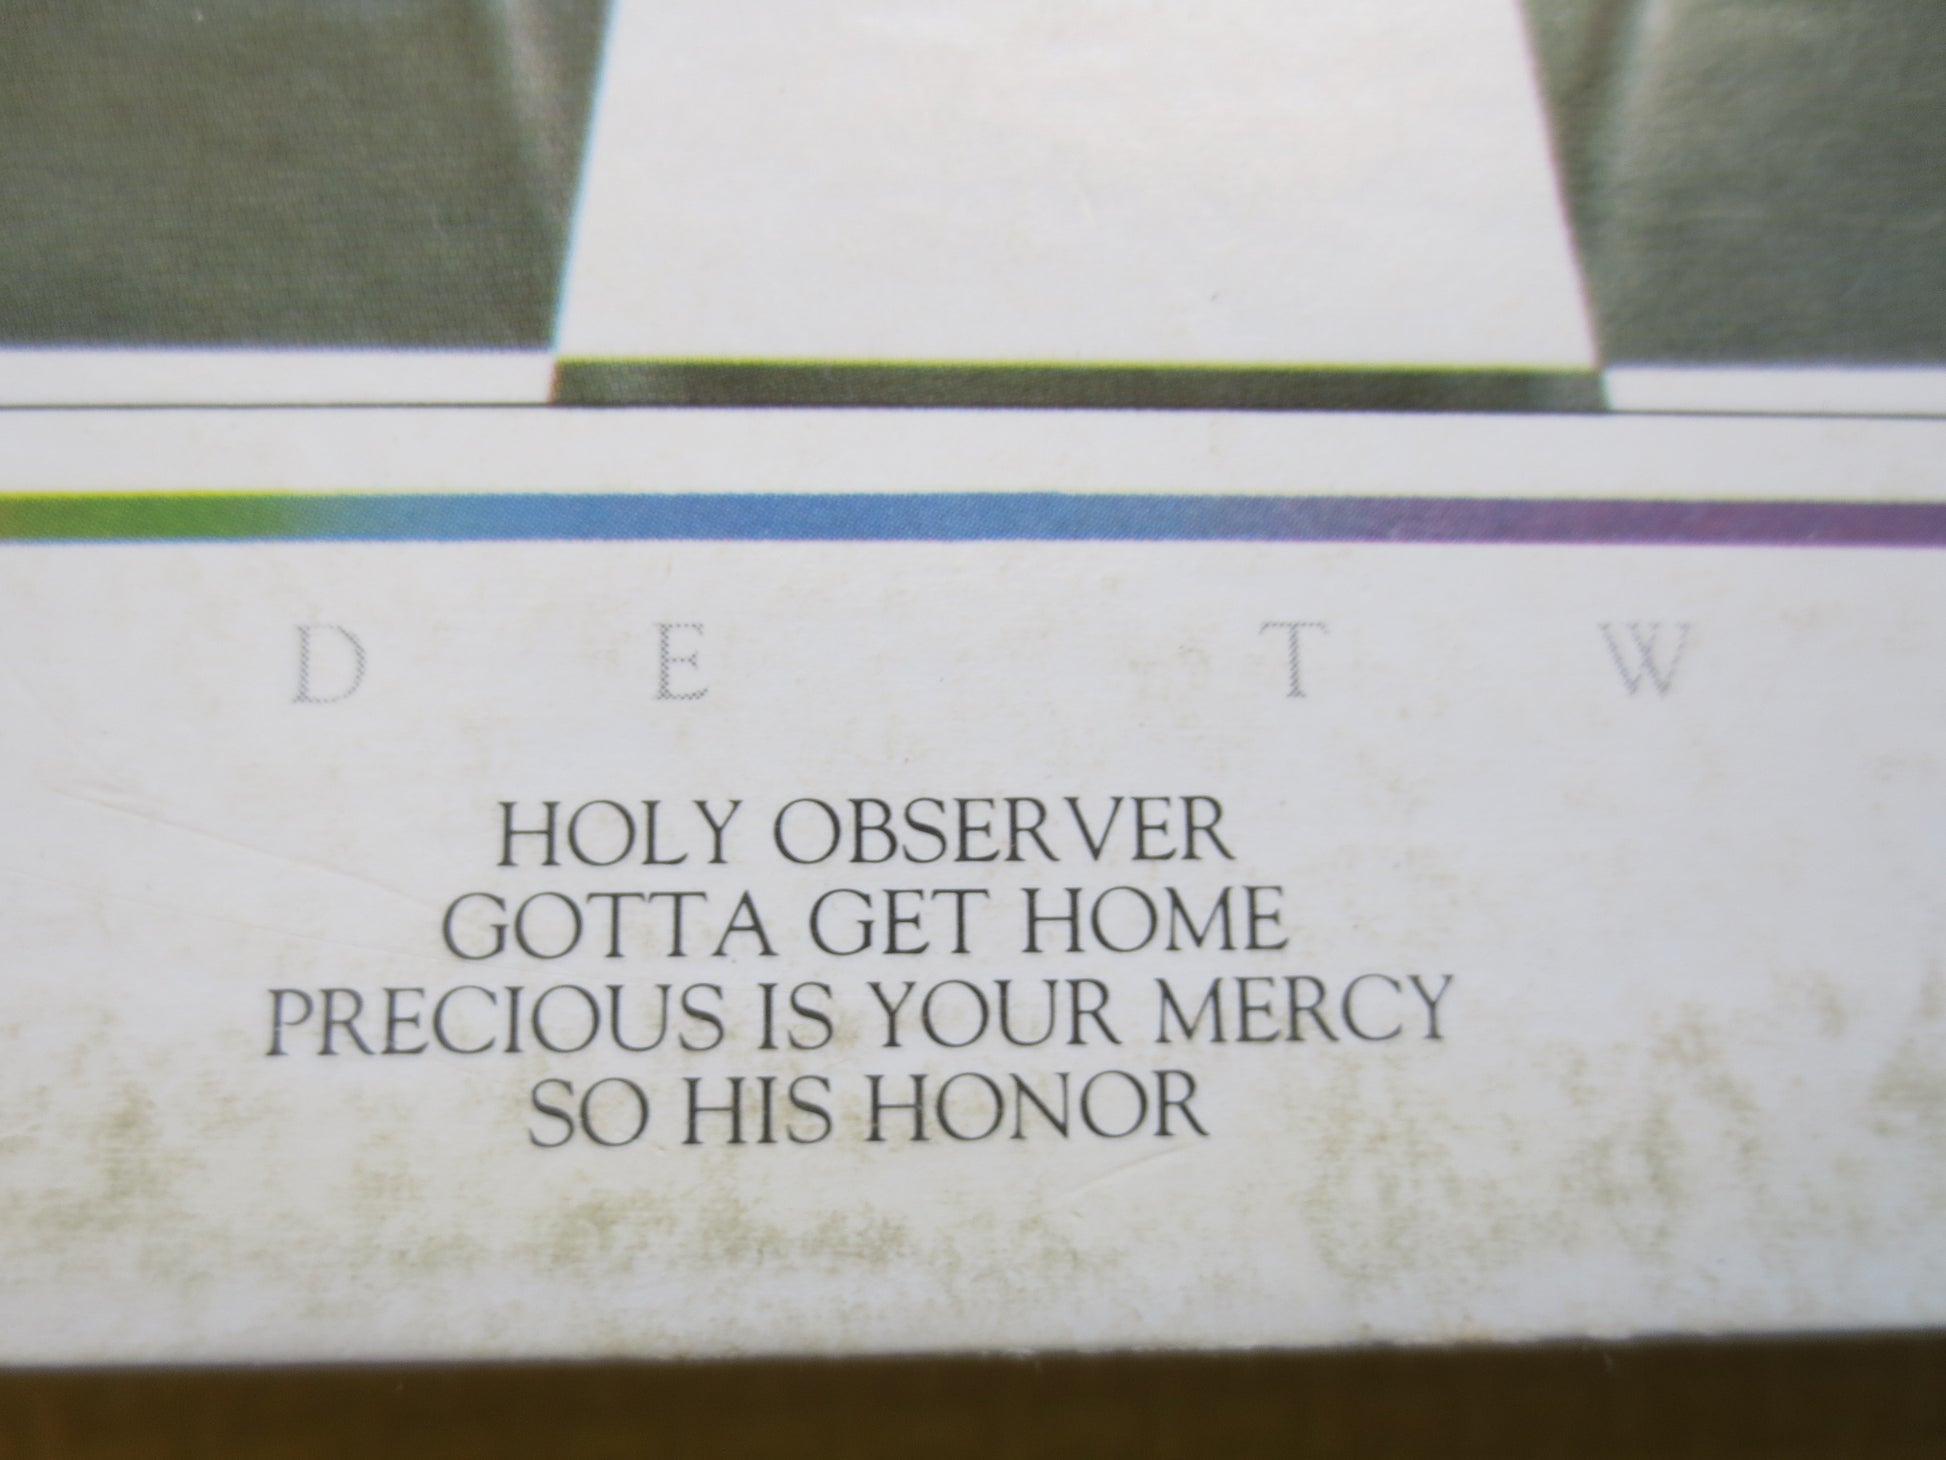 D E T W
HOLY OBSERVER
GOTTA GET HOME
PRECIOUS IS YOUR MERCY
SO HIS HONOR